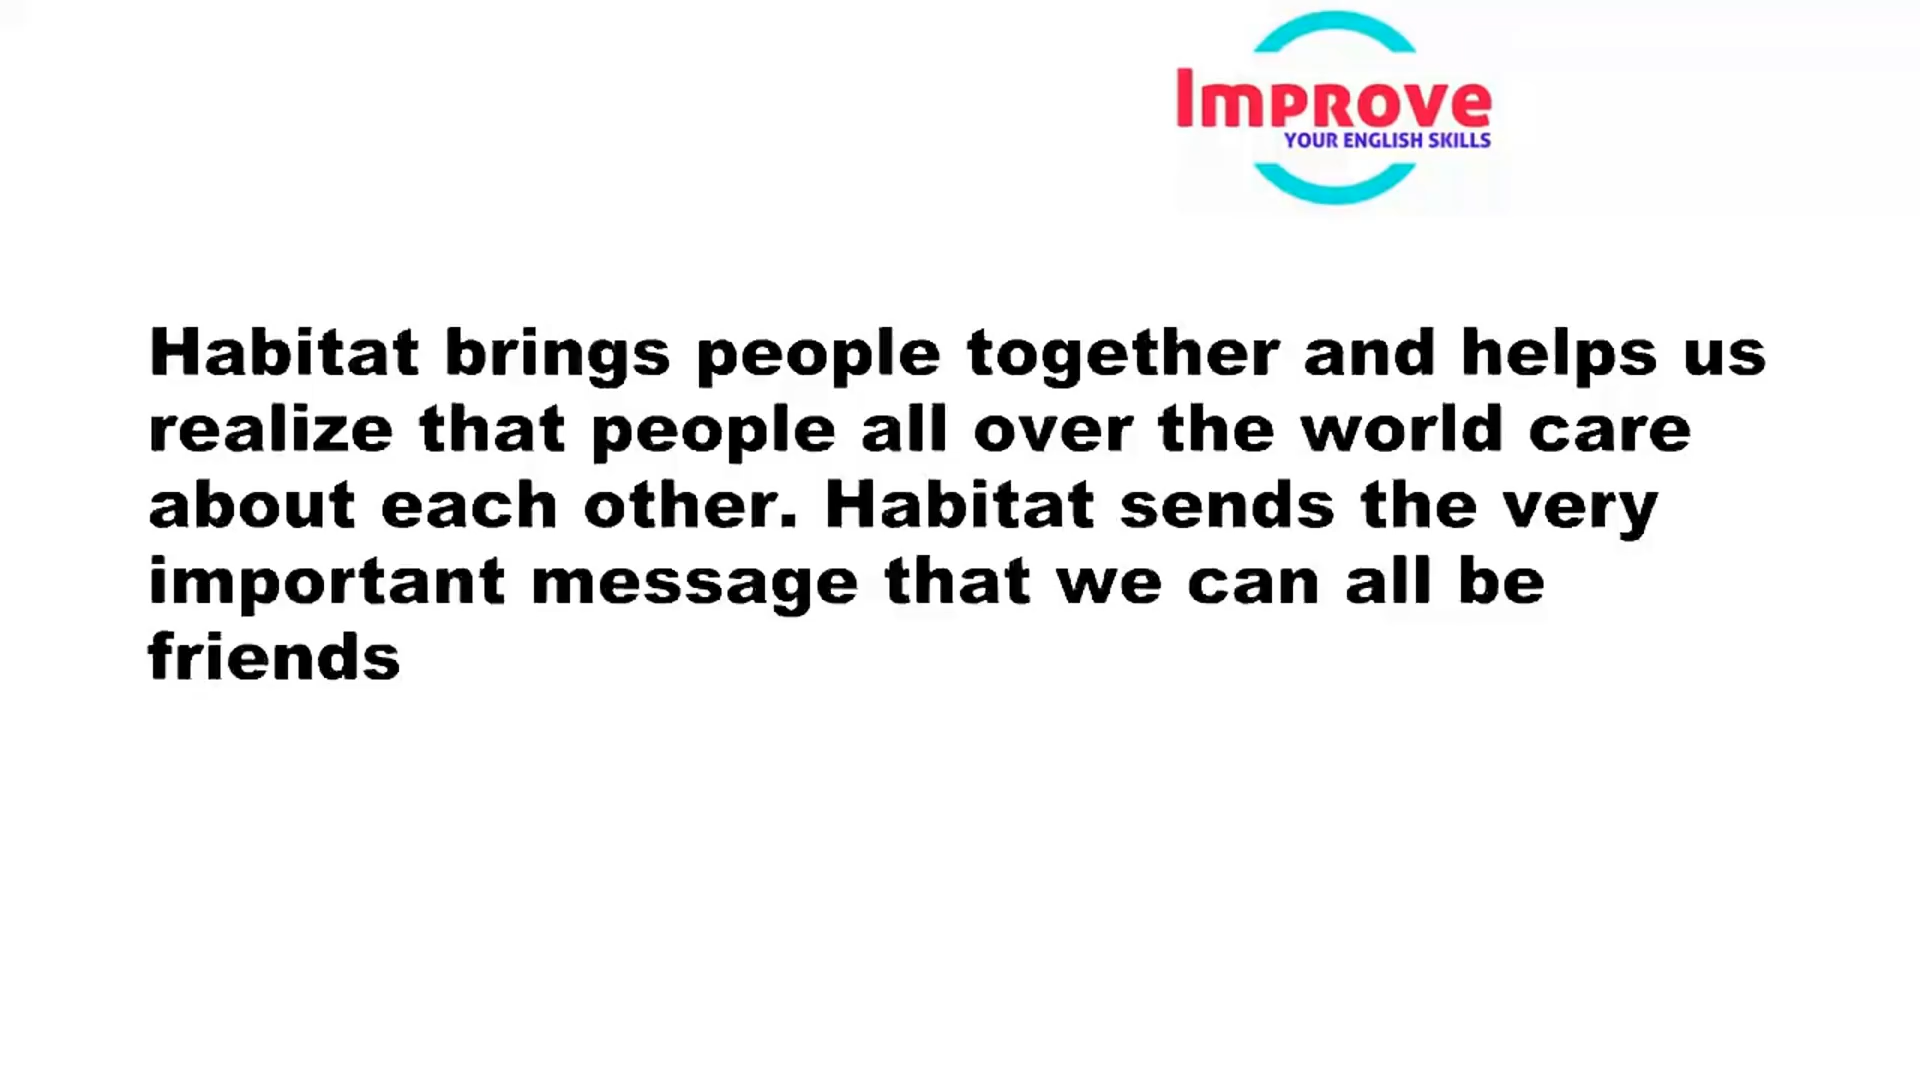 Improve
YOUR ENGLISH SKILLS
Habitat brings people together and helps us
realize that people all over the world care
about each other. Habitat sends the very
important message that we can all be
friends